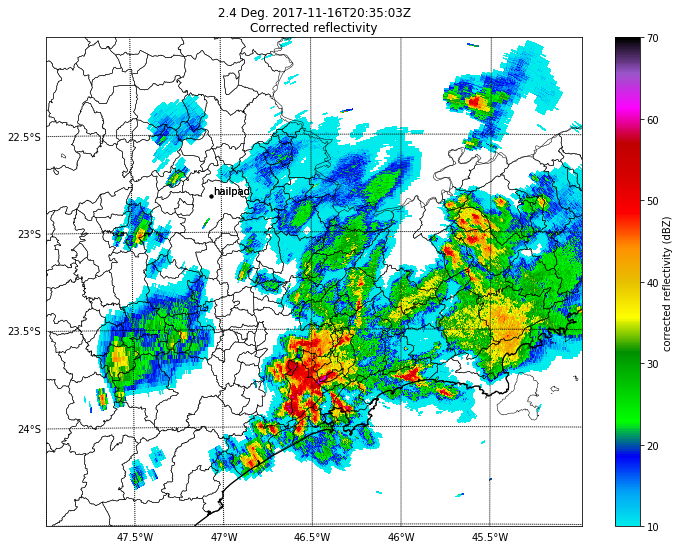 2.4 Deg. 2017-11-16T20:35:03Z
Corrected reflectivity
22.5°S
23°S
23.5°S
24°S
47.5°W
47°W
46.5°W
46°W
45.5°W
hailpad
70
60
50
40
30
20
10
corrected reflectivity (dBZ)